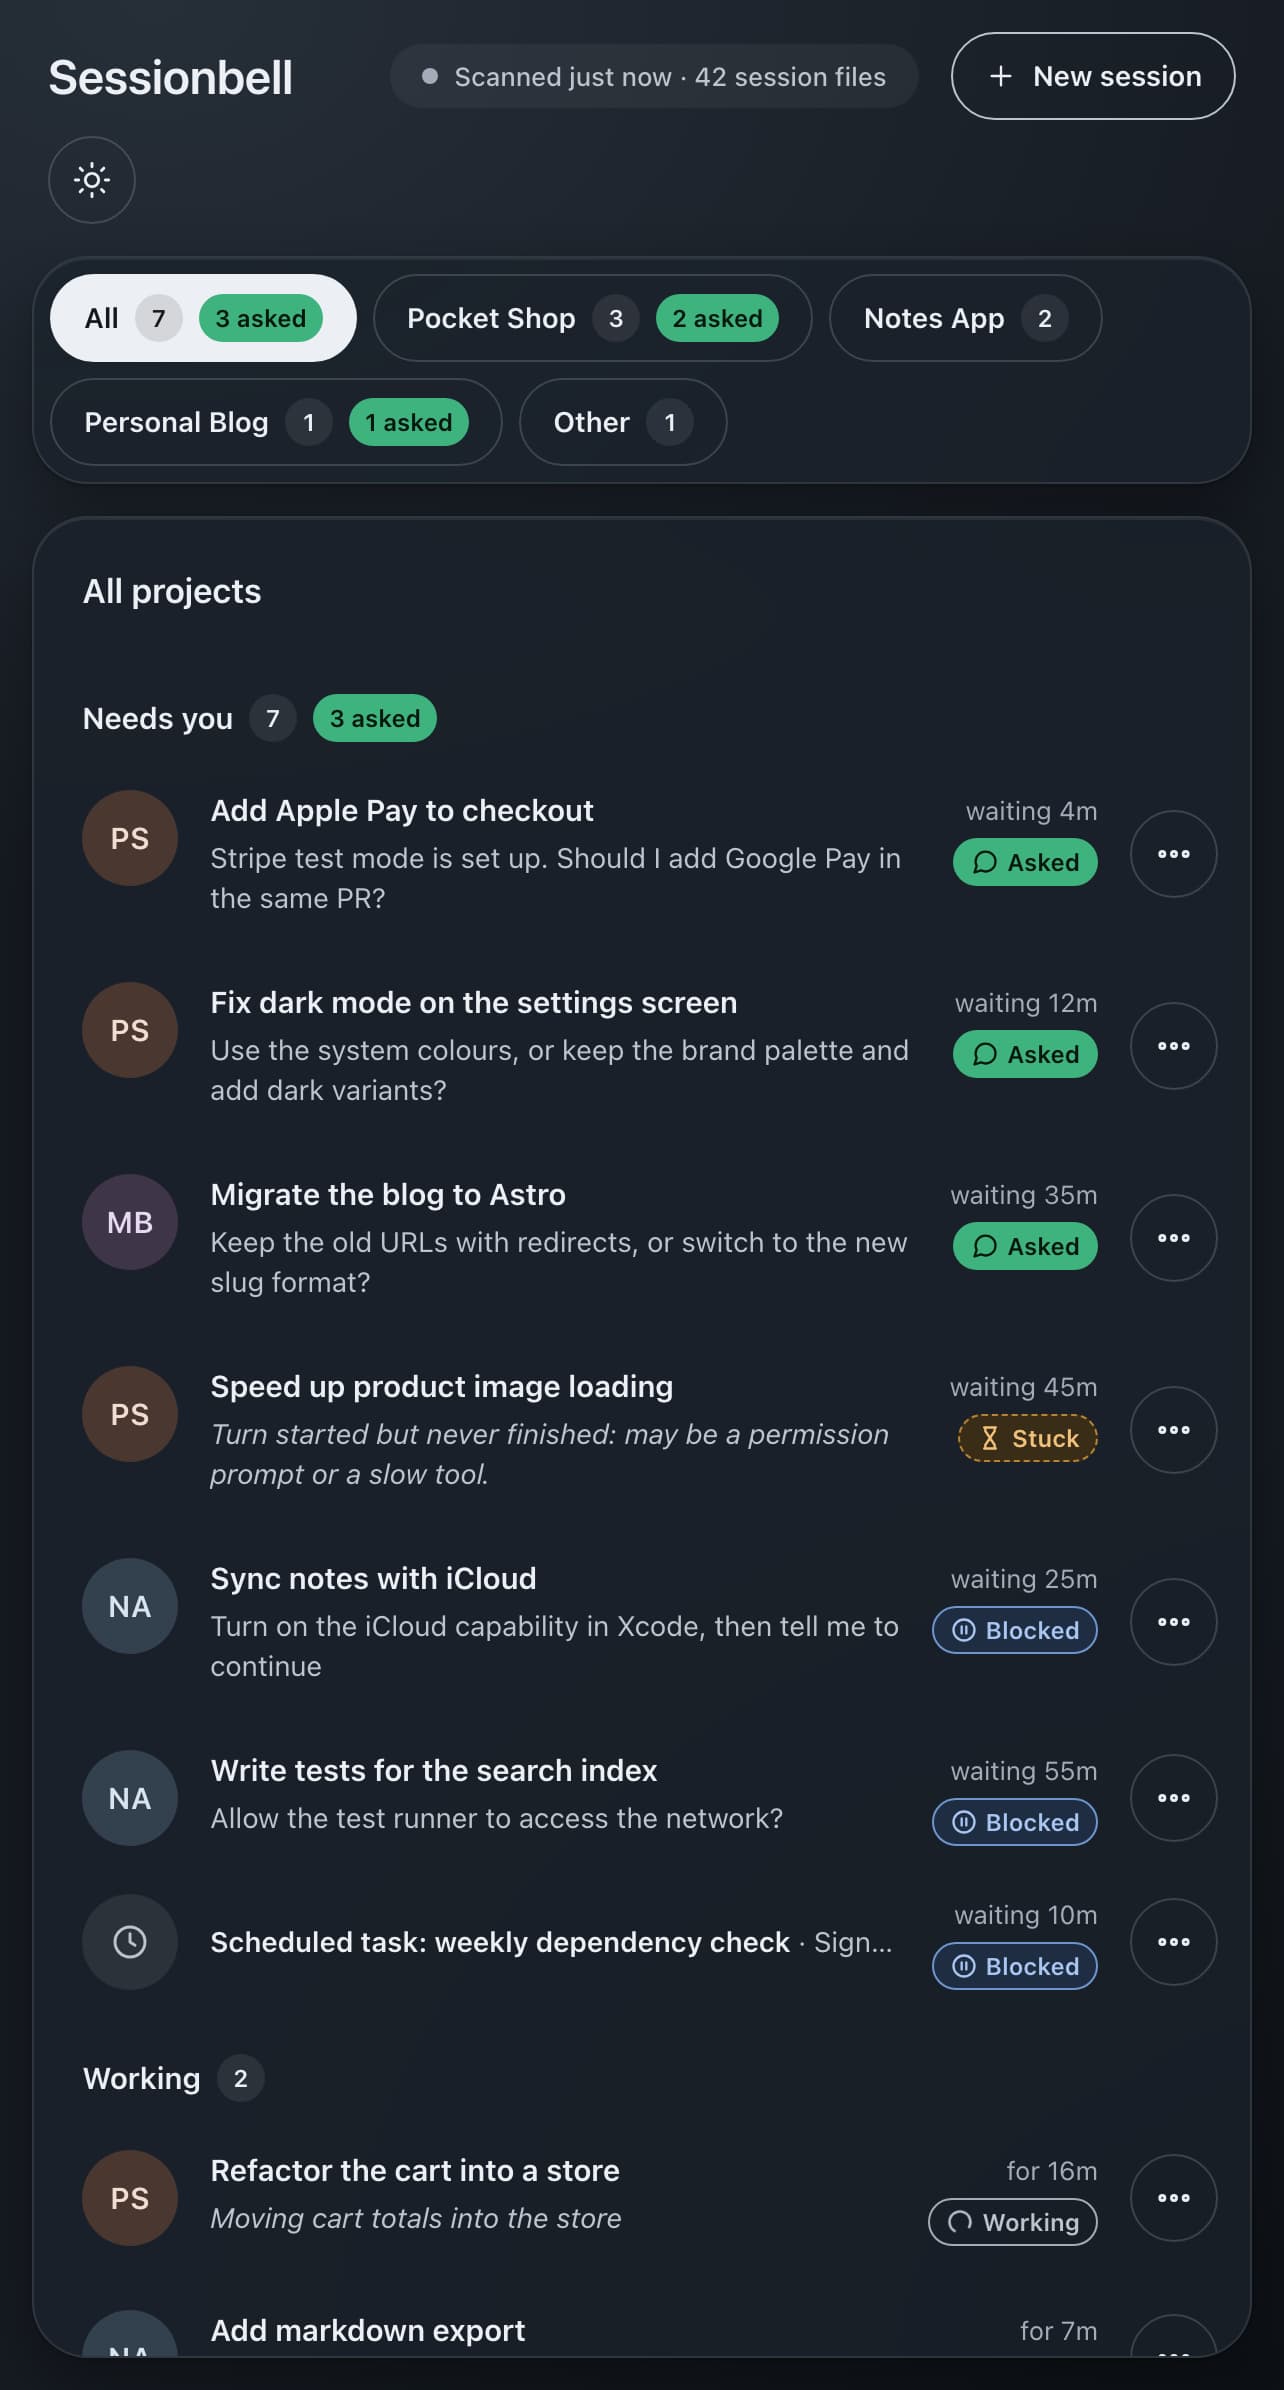 Sessionbell
Scanned just now · 42 session files
New session
All 7 3 asked
Pocket Shop 3 2 asked
Notes App 2
Personal Blog 1 1 asked
Other 1
All projects
Needs you 7 3 asked
PS
Add Apple Pay to checkout
Stripe test mode is set up. Should I add Google Pay in
the same PR?
waiting 4m
Asked
PS
Fix dark mode on the settings screen
Use the system colours, or keep the brand palette and
add dark variants?
waiting 12m
Asked
MB
Migrate the blog to Astro
Keep the old URLs with redirects, or switch to the new
slug format?
waiting 35m
Asked
PS
Speed up product image loading
Turn started but never finished: may be a permission
prompt or a slow tool.
waiting 45m
Stuck
NA
Sync notes with iCloud
Turn on the iCloud capability in Xcode, then tell me to
continue
waiting 25m
Blocked
NA
Write tests for the search index
Allow the test runner to access the network?
waiting 55m
Blocked
Scheduled task: weekly dependency check · Sign...
waiting 10m
Blocked
Working 2
PS
Refactor the cart into a store
Moving cart totals into the store
for 16m
Working
NA
Add markdown export
for 7m